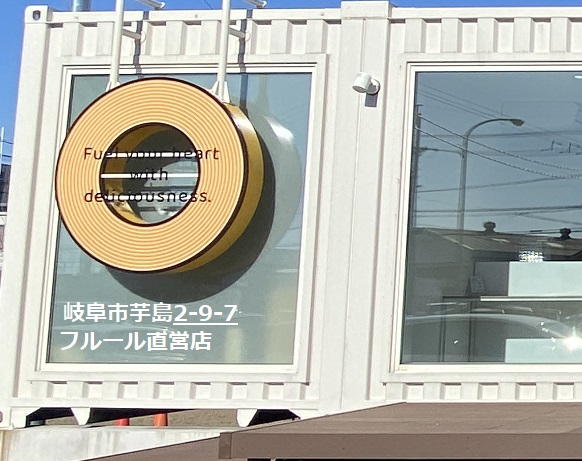 Fuel your heart
with
deliciousness.
岐阜市芋島2-9-7
フルール直営店